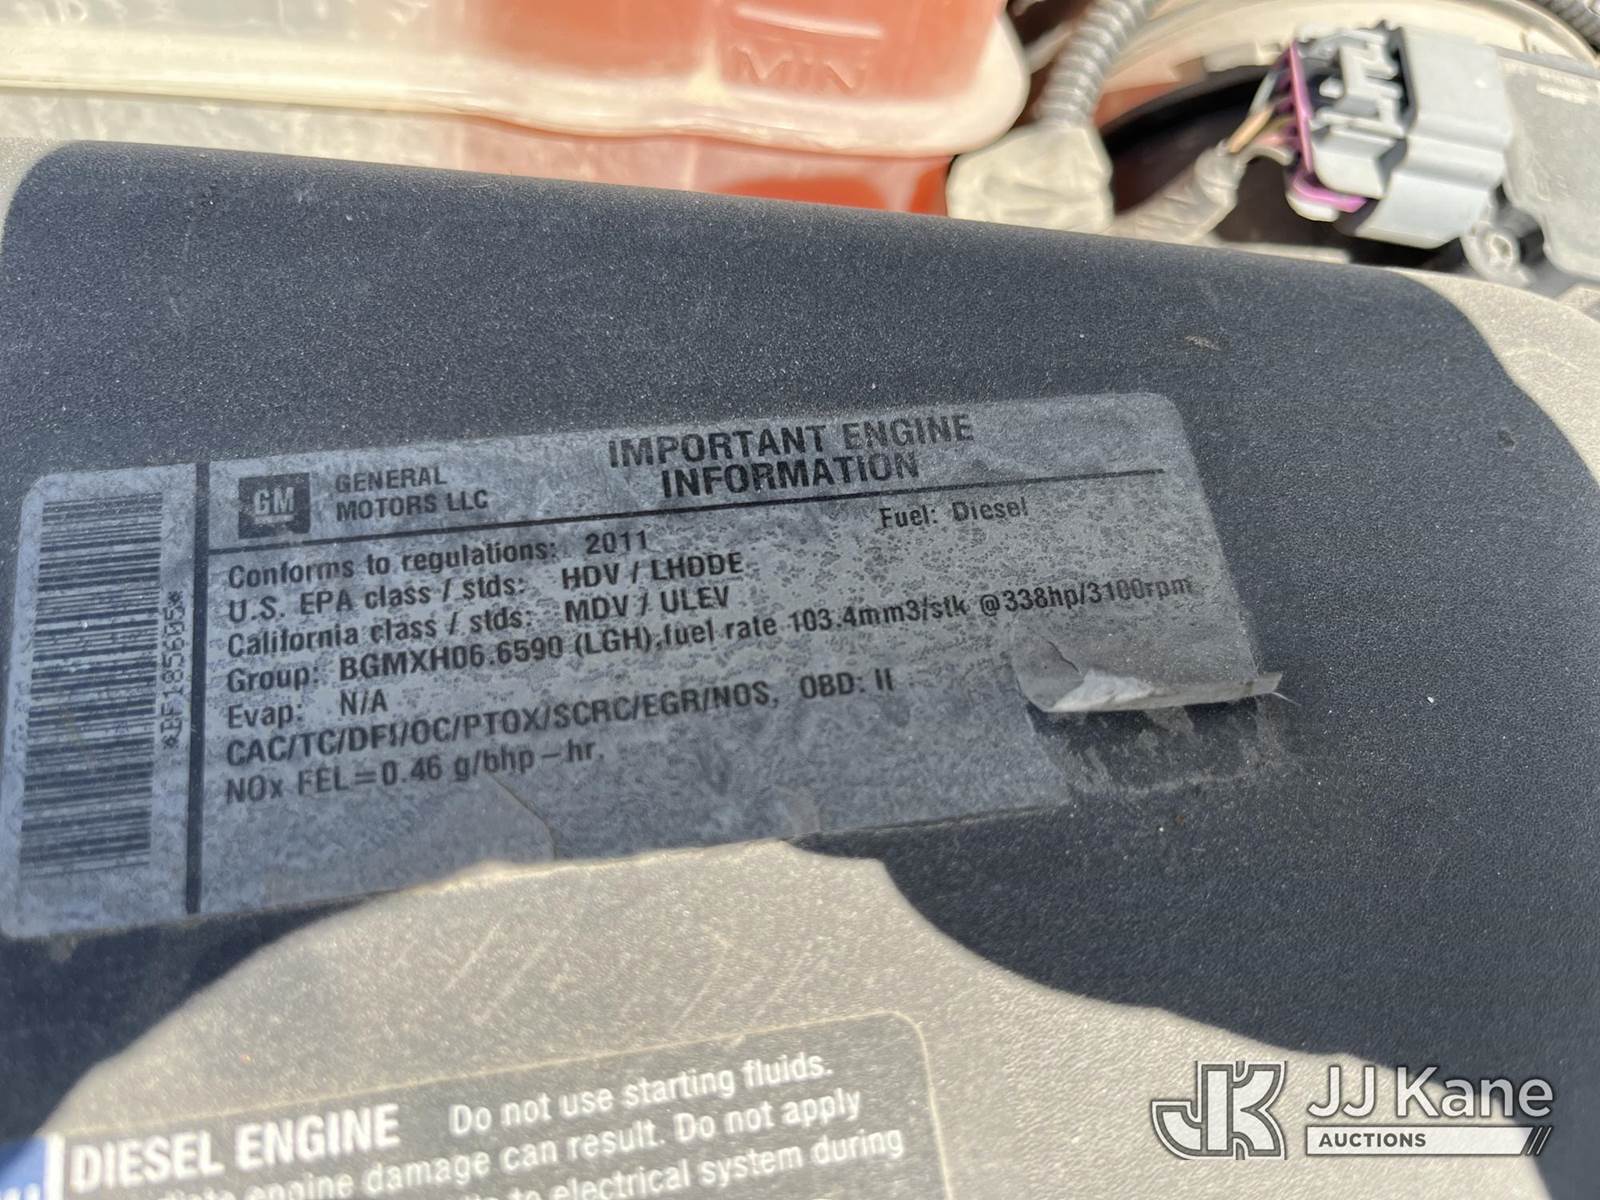 MIN
GM GENERAL MOTORS LLC
IMPORTANT ENGINE
INFORMATION
Conforms to regulations: 2011 Fuel: Diesel
U.S. EPA class / stds: HDV / LHDDE
California class / stds: MDV / ULEV
Group: BGMXH06.6590 (LGH),fuel rate 103.4mm3/stk @338hp/3100rpm
Evap: N/A
CAC/TC/DFI/OC/PTOX/SCRC/EGR/NOS, OBD: II
NOx FEL=0.46 g/bhp-hr.
*BF185605*
DIESEL ENGINE Do not use starting fluids.
engine damage can result. Do not apply
to electrical system during
JK JJ Kane
AUCTIONS